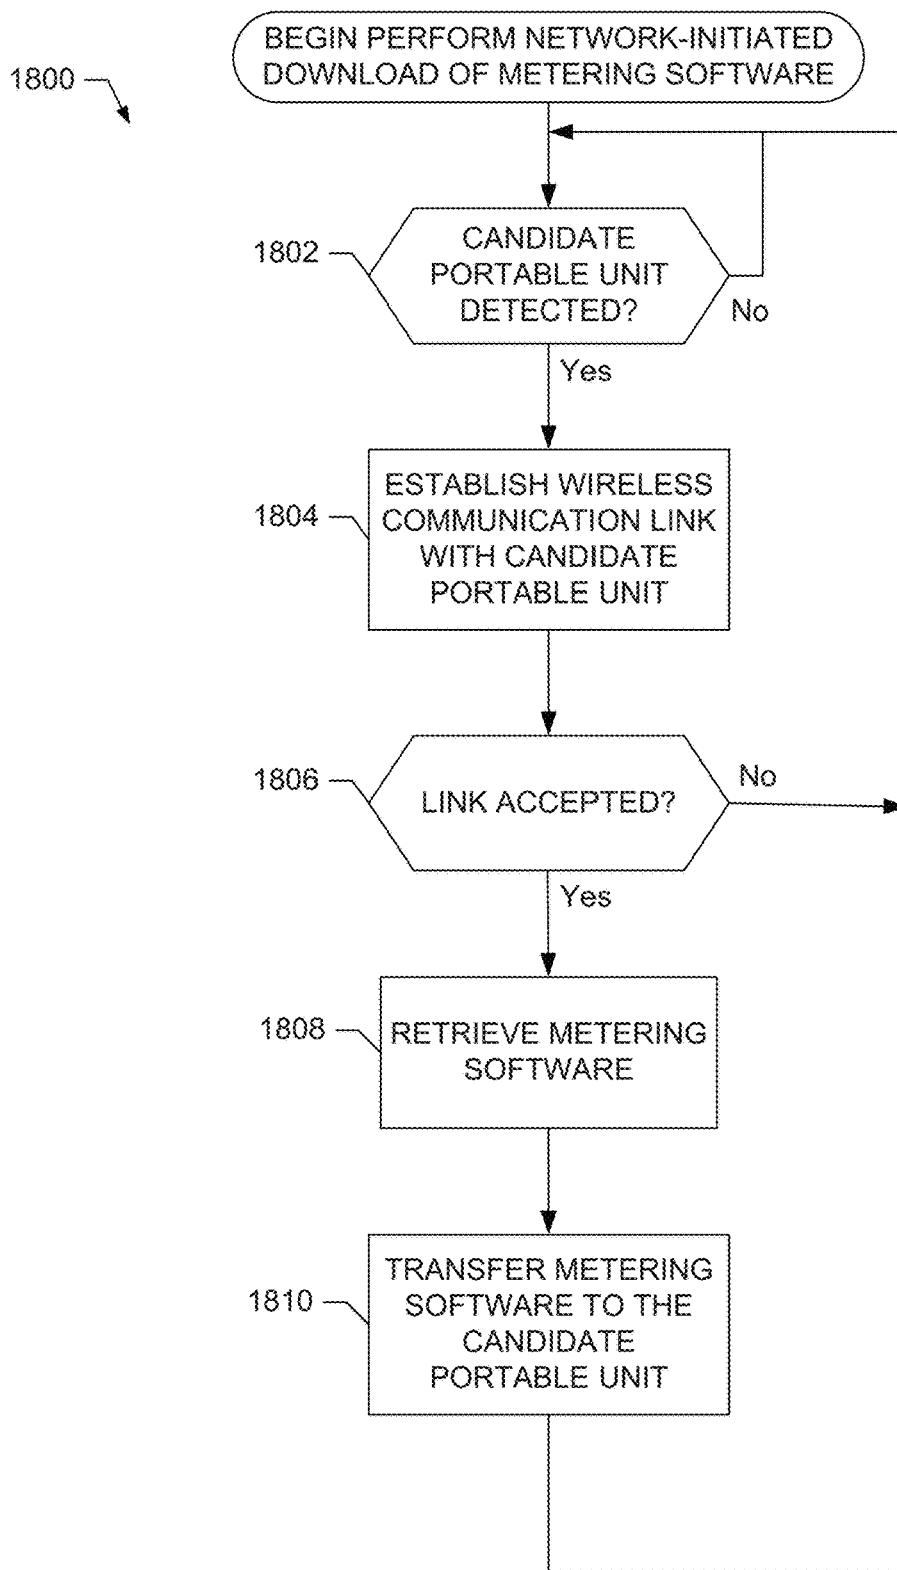 BEGIN PERFORM NETWORK-INITIATED
DOWNLOAD OF METERING SOFTWARE
1800
1802
CANDIDATE
PORTABLE UNIT
DETECTED?
No
Yes
1804
ESTABLISH WIRELESS
COMMUNICATION LINK
WITH CANDIDATE
PORTABLE UNIT
1806
LINK ACCEPTED?
No
Yes
1808
RETRIEVE METERING
SOFTWARE
1810
TRANSFER METERING
SOFTWARE TO THE
CANDIDATE
PORTABLE UNIT